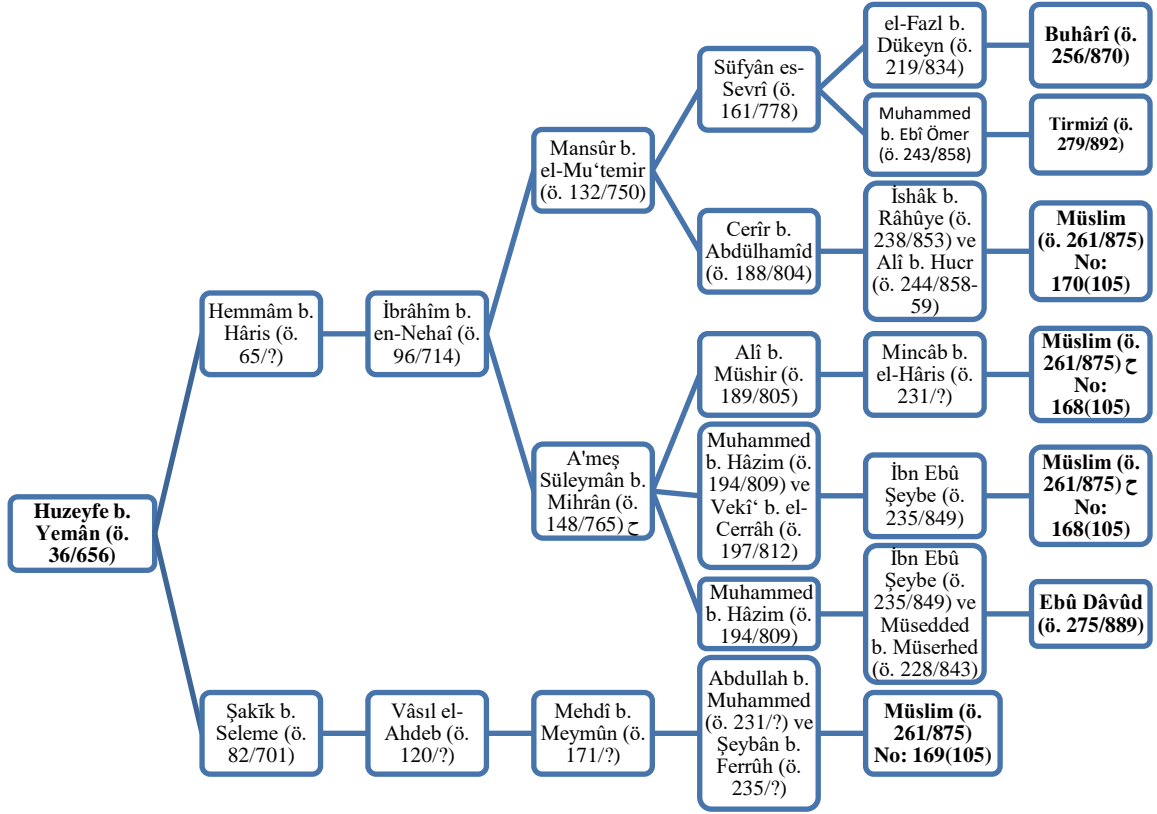 Huzeyfe b.
Yemân (ö.
36/656)
Hemmâm b.
Hâris (ö.
65/?)
İbrâhîm b.
en-Nehaî (ö.
96/714)
Mansûr b.
el-Mu‘temir
(ö. 132/750)
Süfyân es-
Sevrî (ö.
161/778)
el-Fazl b.
Dükeyn (ö.
219/834)
Buhârî (ö.
256/870)
Muhammed
b. Ebî Ömer
(ö. 243/858)
Tirmizî (ö.
279/892)
Cerîr b.
Abdülhamîd
(ö. 188/804)
İshâk b.
Râhûye (ö.
238/853) ve
Alî b. Hucr
(ö. 244/858-
59)
Müslim
(ö. 261/875)
No:
170(105)
A'meş
Süleymân b.
Mihrân (ö.
148/765) ح
Alî b.
Müshir (ö.
189/805)
Mincâb b.
el-Hâris (ö.
231/?)
Müslim (ö.
261/875) ح
No:
168(105)
Muhammed
b. Hâzim (ö.
194/809) ve
Vekî‘ b. el-
Cerrâh (ö.
197/812)
İbn Ebû
Şeybe (ö.
235/849)
Müslim (ö.
261/875) ح
No:
168(105)
Muhammed
b. Hâzim (ö.
194/809)
İbn Ebû
Şeybe (ö.
235/849) ve
Müsedded
b. Müserhed
(ö. 228/843)
Ebû Dâvûd
(ö. 275/889)
Şakīk b.
Seleme (ö.
82/701)
Vâsıl el-
Ahdeb (ö.
120/?)
Mehdî b.
Meymûn (ö.
171/?)
Abdullah b.
Muhammed
(ö. 231/?) ve
Şeybân b.
Ferrûh (ö.
235/?)
Müslim (ö.
261/875)
No: 169(105)